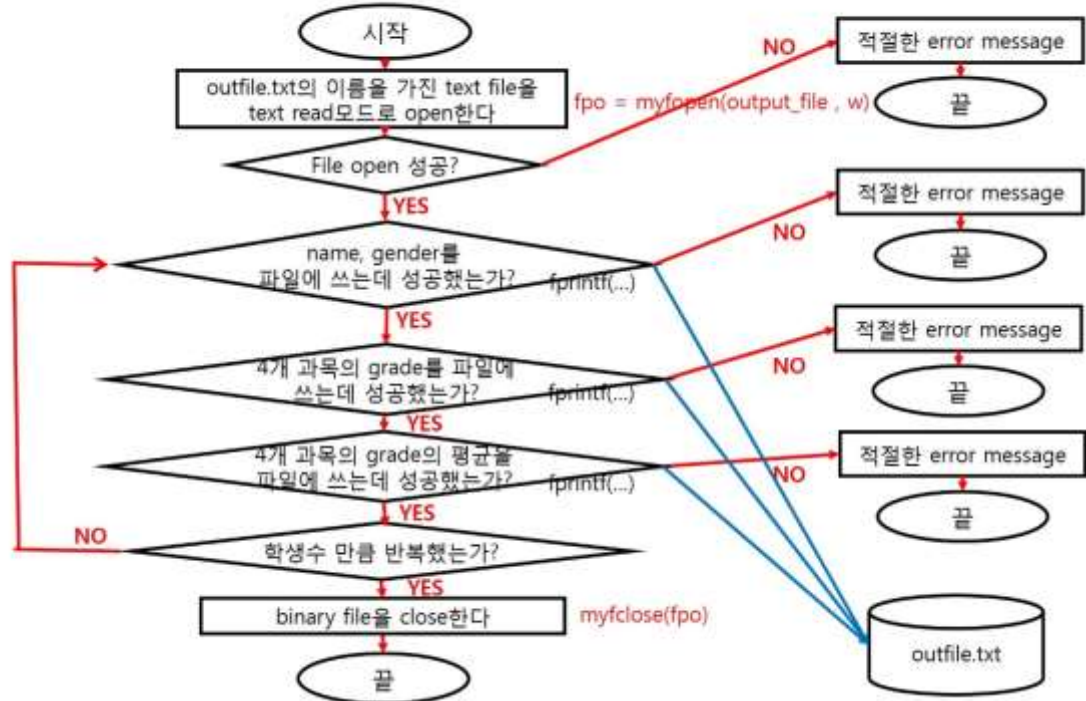 시작
NO
적절한 error message
outfile.txt의 이름을 가진 text file을
text read모드로 open한다
fpo = myfopen(output_file , w)
끝
File open 성공?
YES
적절한 error message
NO
끝
name, gender를
파일에 쓰는데 성공했는가?
fprintf(...)
YES
적절한 error message
NO
끝
4개 과목의 grade를 파일에
쓰는데 성공했는가?
fprintf(...)
YES
적절한 error message
NO
끝
4개 과목의 grade의 평균을
파일에 쓰는데 성공했는가?
fprintf(...)
YES
NO
학생수 만큼 반복했는가?
YES
binary file을 close한다
myfclose(fpo)
끝
outfile.txt